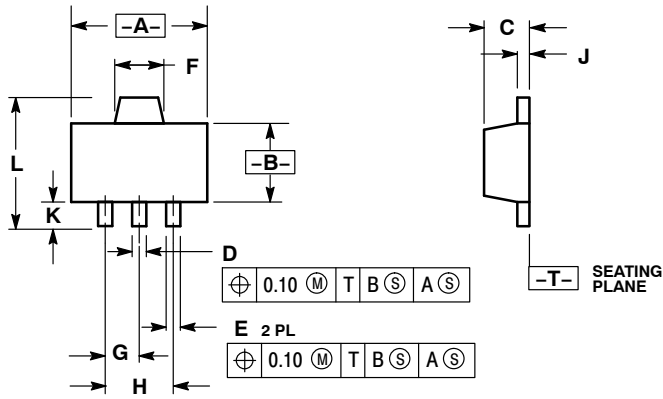 –A–
C
F
J
L
–B–
K
D
⌖ 0.10 Ⓜ T B Ⓢ A Ⓢ
–T– SEATING
PLANE
E 2 PL
⌖ 0.10 Ⓜ T B Ⓢ A Ⓢ
G
H